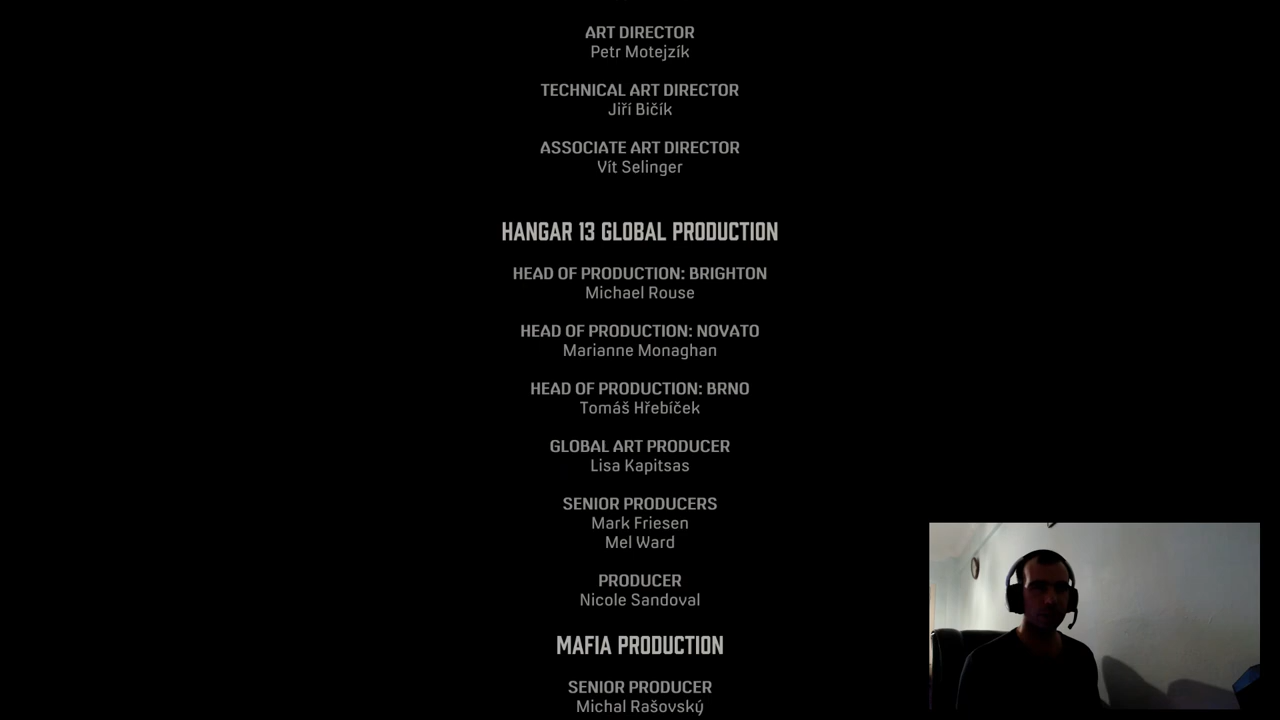 ART DIRECTOR
Petr Motejzík
TECHNICAL ART DIRECTOR
Jiří Bičík
ASSOCIATE ART DIRECTOR
Vít Selinger
HANGAR 13 GLOBAL PRODUCTION
HEAD OF PRODUCTION: BRIGHTON
Michael Rouse
HEAD OF PRODUCTION: NOVATO
Marianne Monaghan
HEAD OF PRODUCTION: BRNO
Tomáš Hřebíček
GLOBAL ART PRODUCER
Lisa Kapitsas
SENIOR PRODUCERS
Mark Friesen
Mel Ward
PRODUCER
Nicole Sandoval
MAFIA PRODUCTION
SENIOR PRODUCER
Michal Rašovský